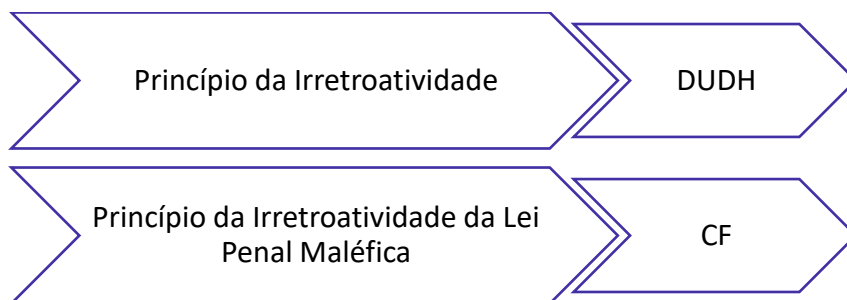 Princípio da Irretroatividade
DUDH
Princípio da Irretroatividade da Lei
Penal Maléfica
CF